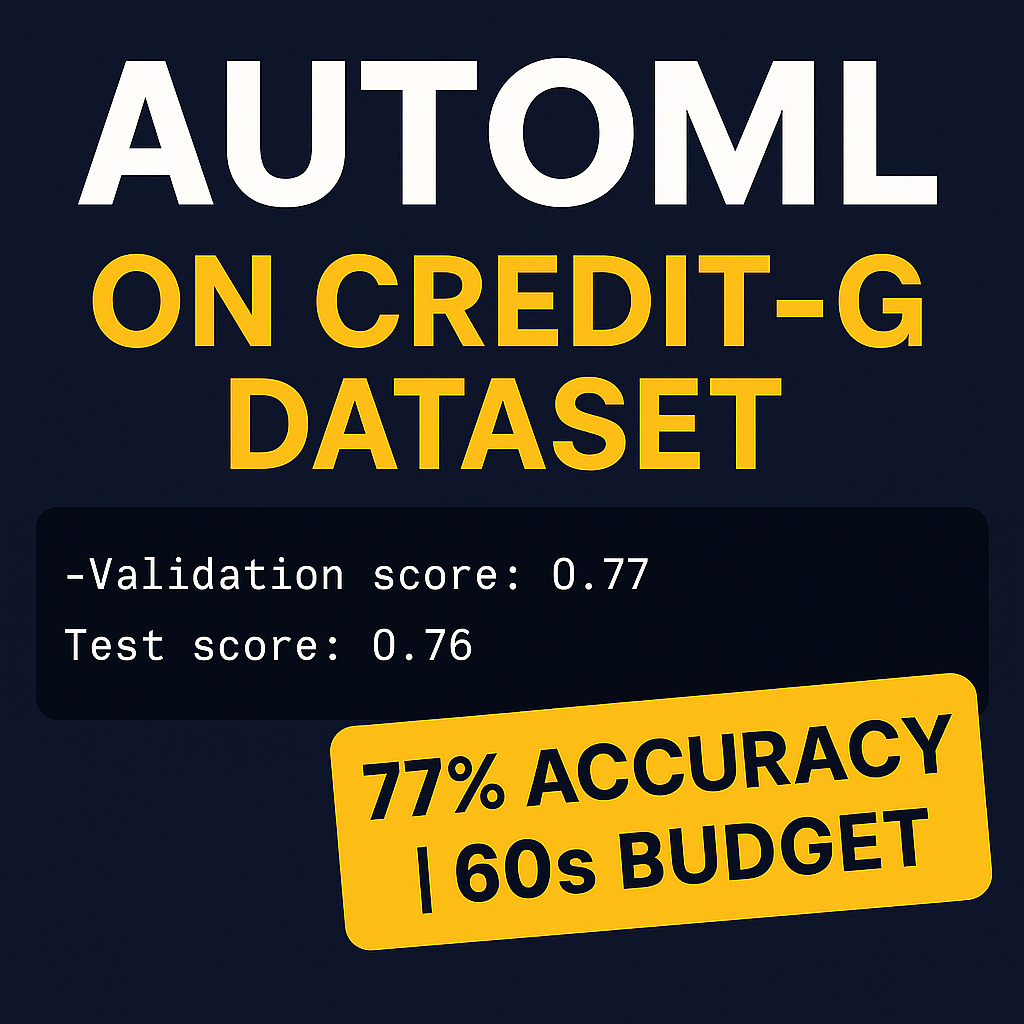 AUTOML
ON CREDIT-G
DATASET
-Validation score: 0.77
Test score: 0.76
77% ACCURACY
| 60s BUDGET